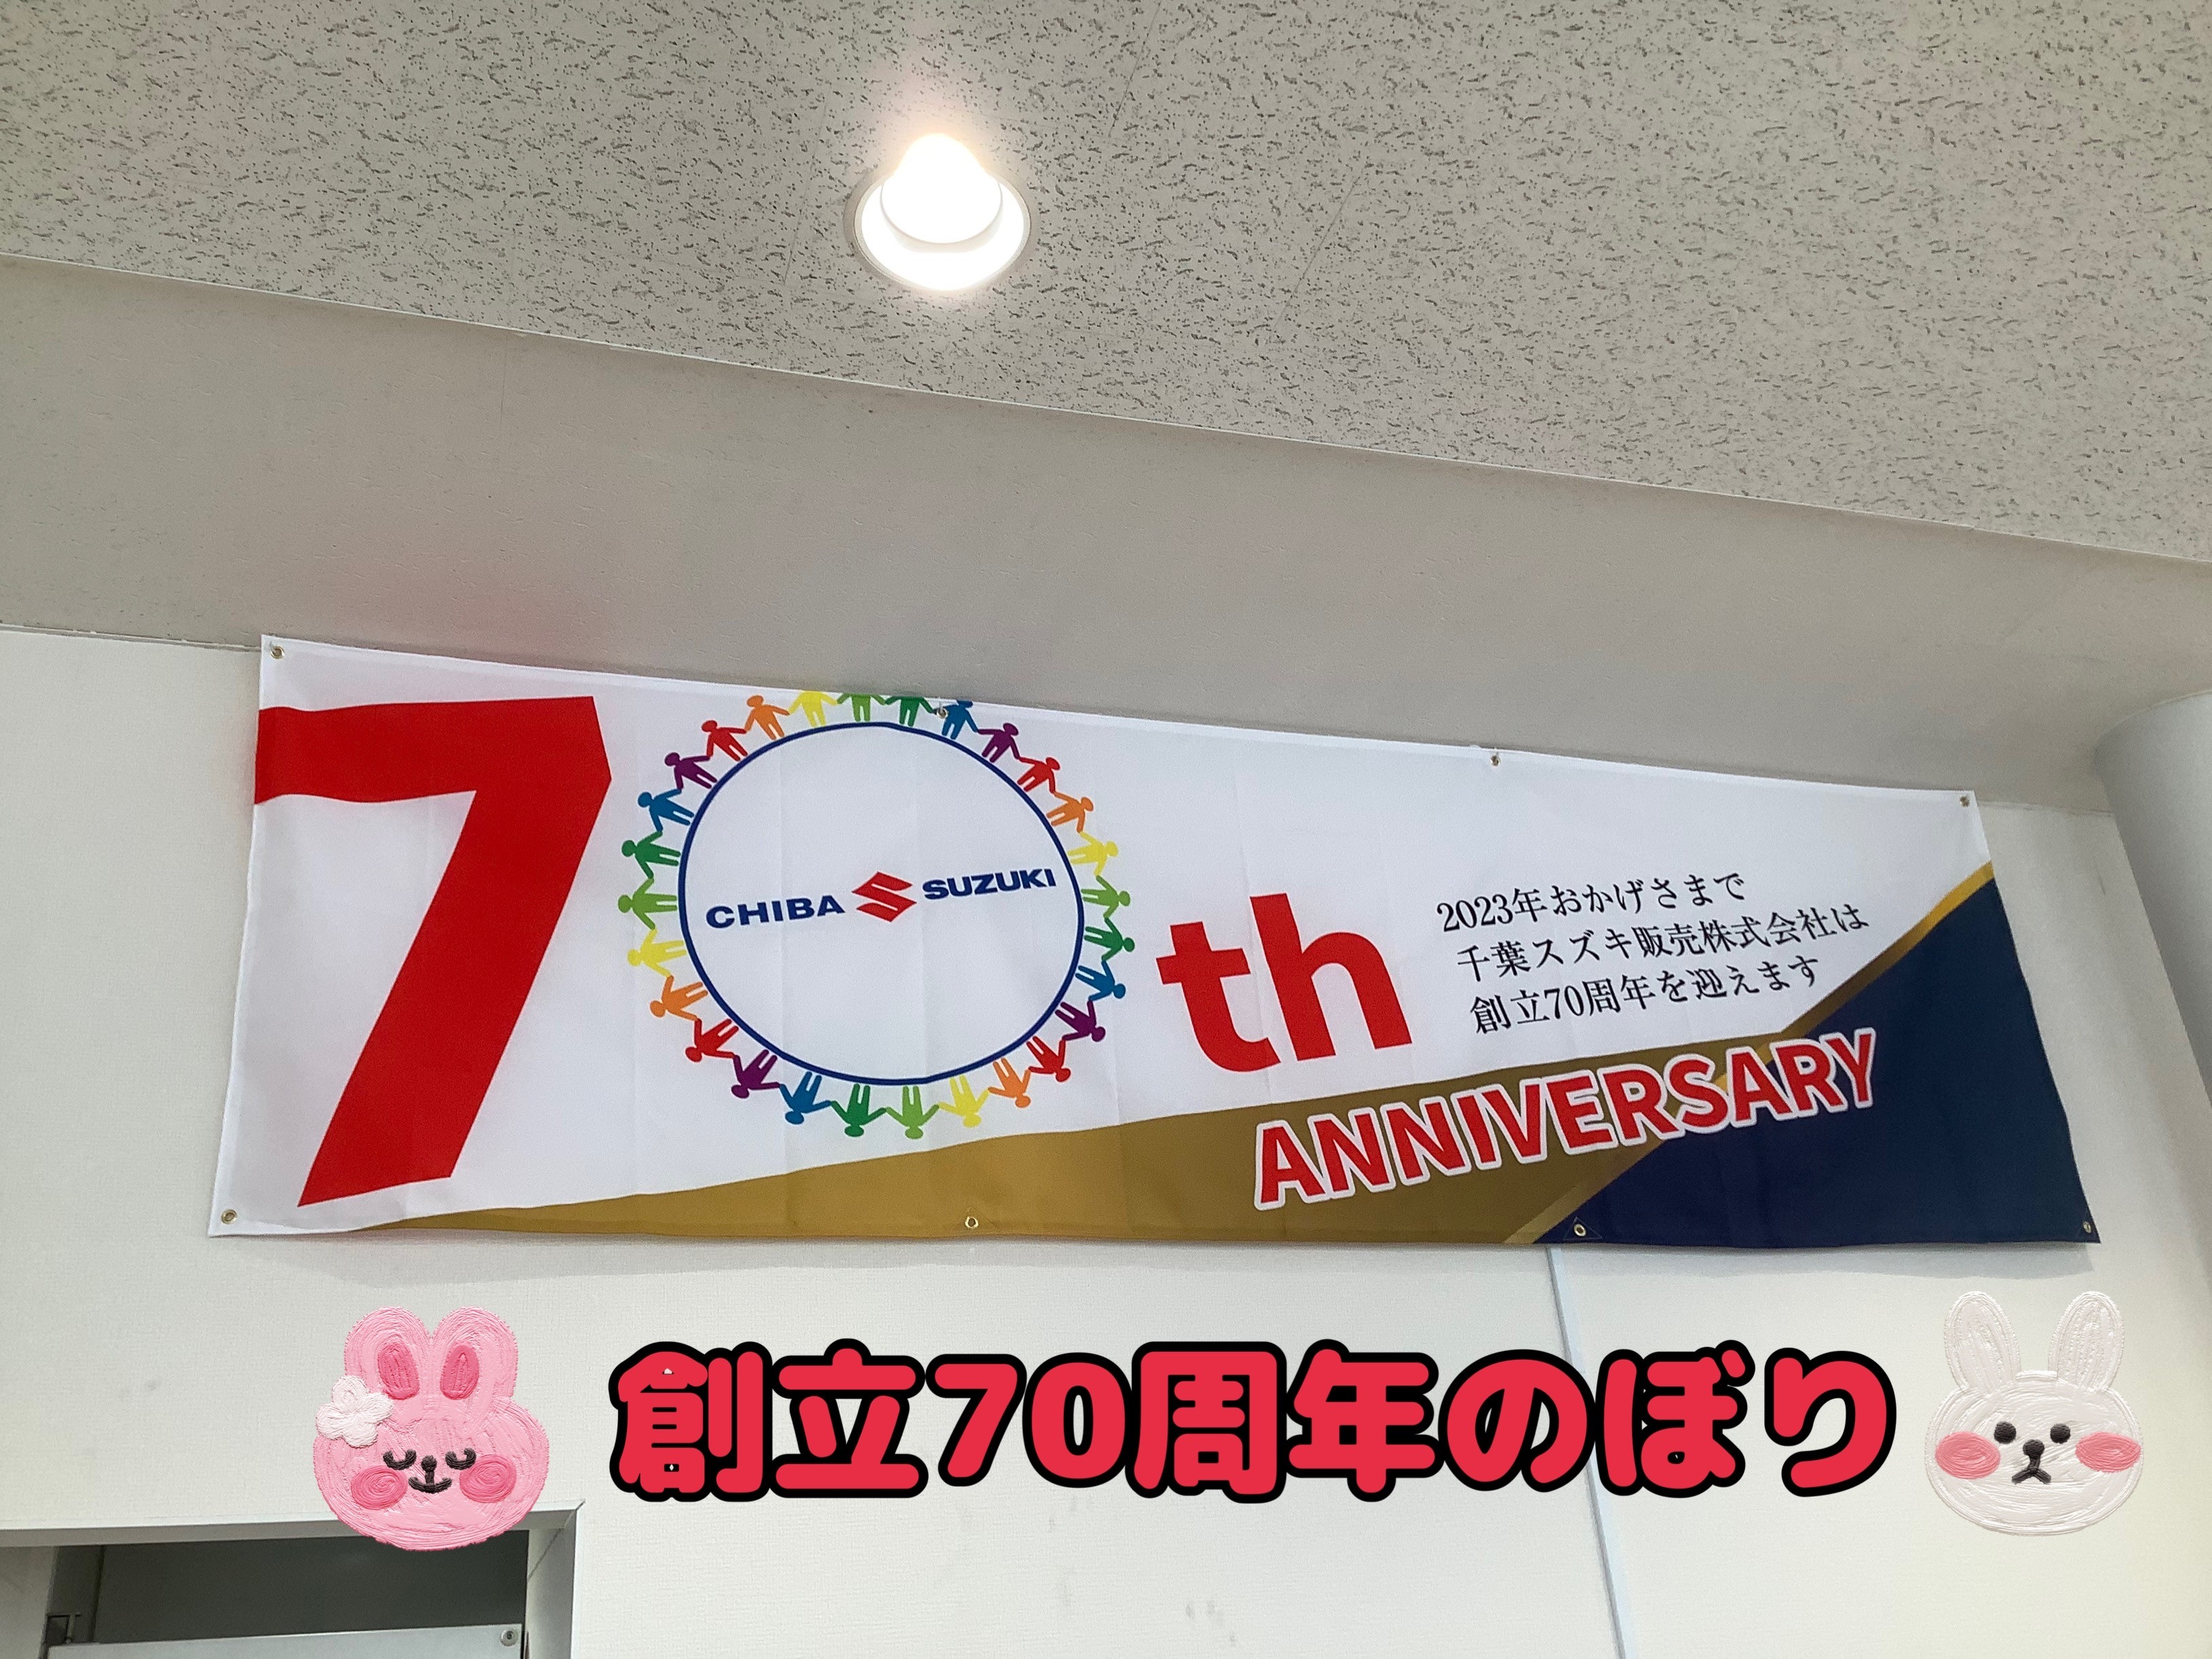 70th
CHIBA SUZUKI
2023年おかげさまで
千葉スズキ販売株式会社は
創立70周年を迎えます
ANNIVERSARY
創立70周年のぼり